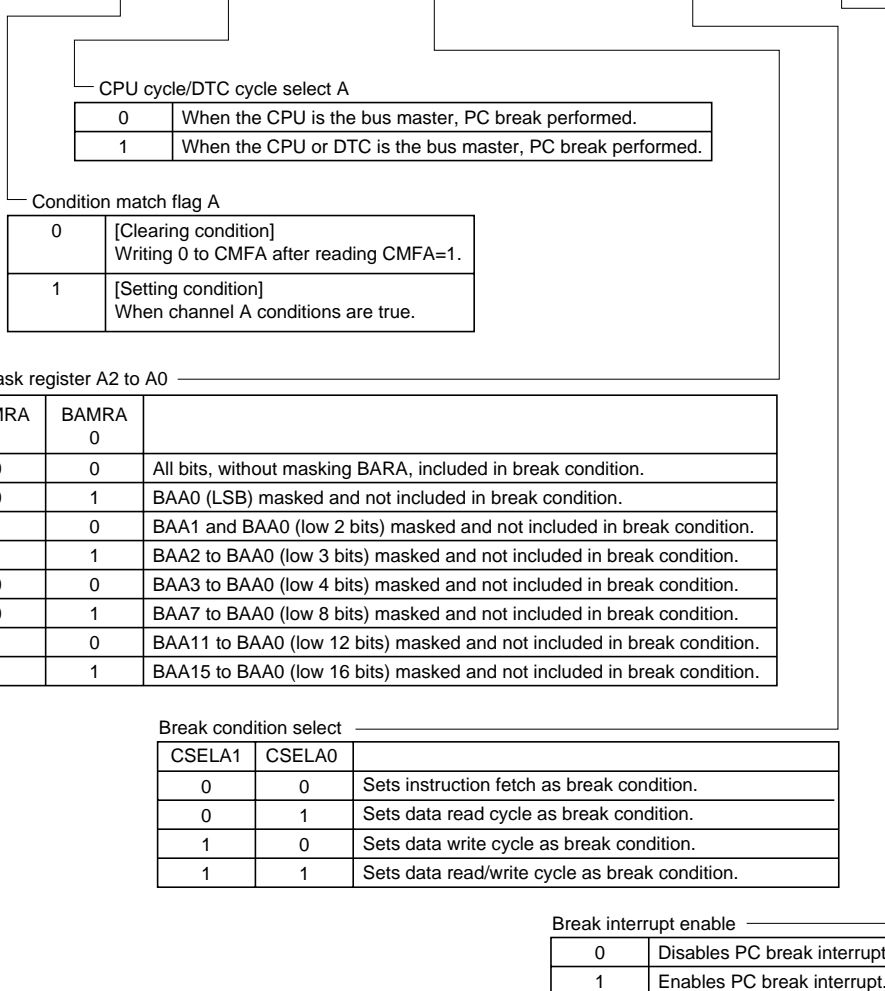 CPU cycle/DTC cycle select A
0 When the CPU is the bus master, PC break performed.
1 When the CPU or DTC is the bus master, PC break performed.
Condition match flag A
0 [Clearing condition]
Writing 0 to CMFA after reading CMFA=1.
1 [Setting condition]
When channel A conditions are true.
register A2 to A0
BAMRA
0
0 All bits, without masking BARA, included in break condition.
1 BAA0 (LSB) masked and not included in break condition.
0 BAA1 and BAA0 (low 2 bits) masked and not included in break condition.
1 BAA2 to BAA0 (low 3 bits) masked and not included in break condition.
0 BAA3 to BAA0 (low 4 bits) masked and not included in break condition.
1 BAA7 to BAA0 (low 8 bits) masked and not included in break condition.
0 BAA11 to BAA0 (low 12 bits) masked and not included in break condition.
1 BAA15 to BAA0 (low 16 bits) masked and not included in break condition.
Break condition select
CSELA1 CSELA0
0 0 Sets instruction fetch as break condition.
0 1 Sets data read cycle as break condition.
1 0 Sets data write cycle as break condition.
1 1 Sets data read/write cycle as break condition.
Break interrupt enable
0 Disables PC break interrupt
1 Enables PC break interrupt.